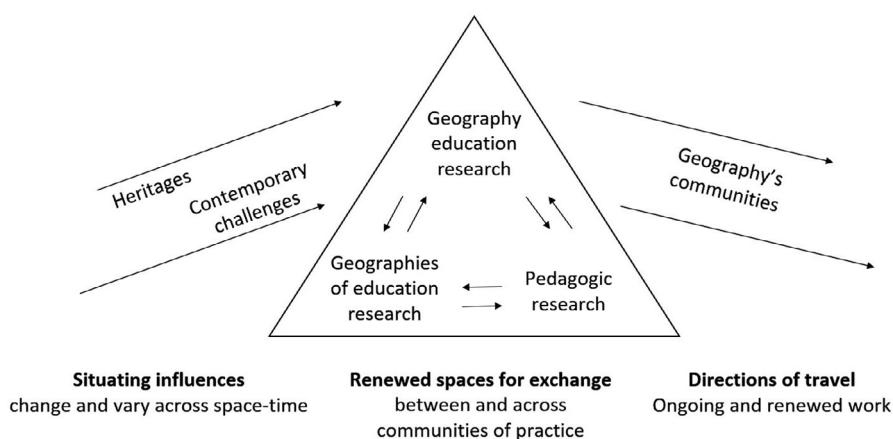 Geography
education
research
Heritages
Contemporary
challenges
Geography's
communities
Geographies
of education
research
Pedagogic
research
Situating influences
change and vary across space-time
Renewed spaces for exchange
between and across
communities of practice
Directions of travel
Ongoing and renewed work